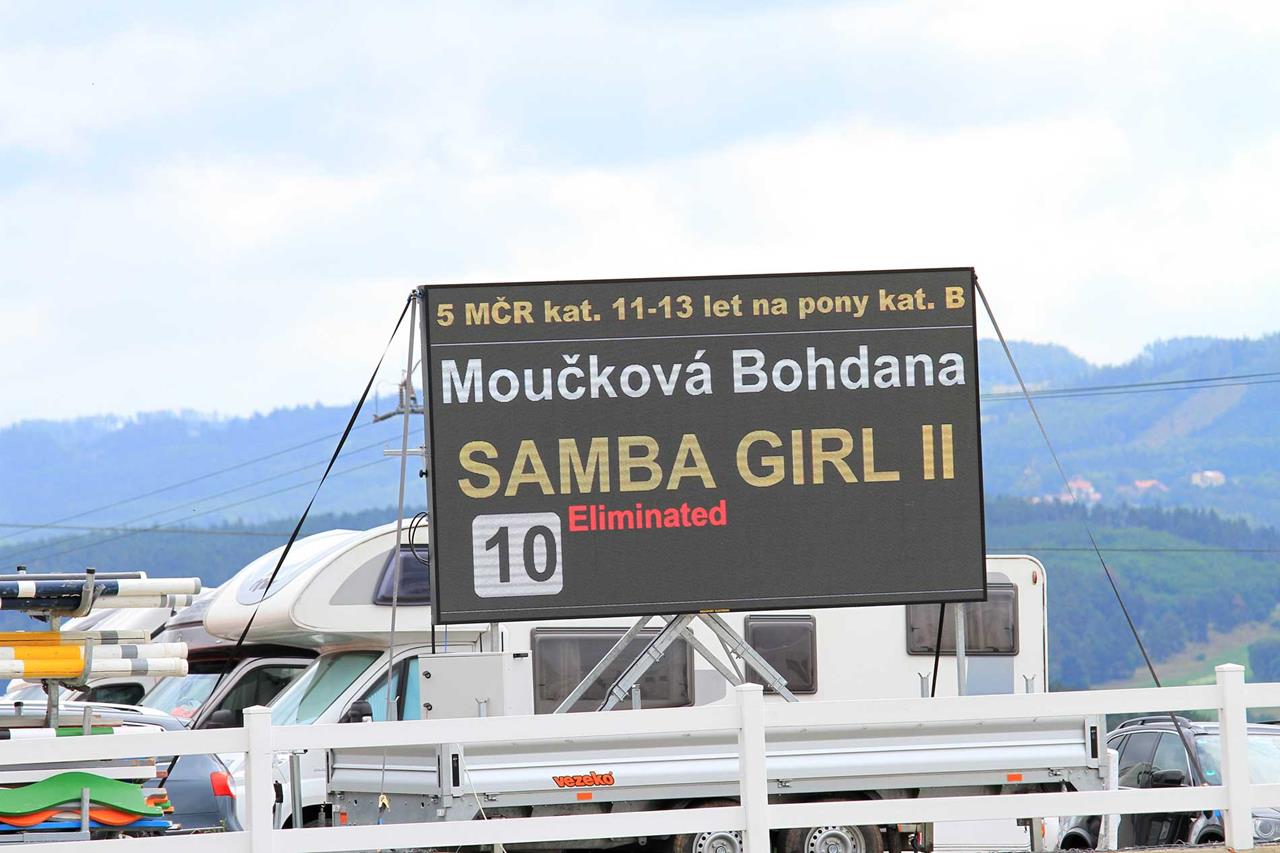 5 MČR kat. 11-13 let na pony kat. B
Moučková Bohdana
SAMBA GIRL II
Eliminated
10
vezeko